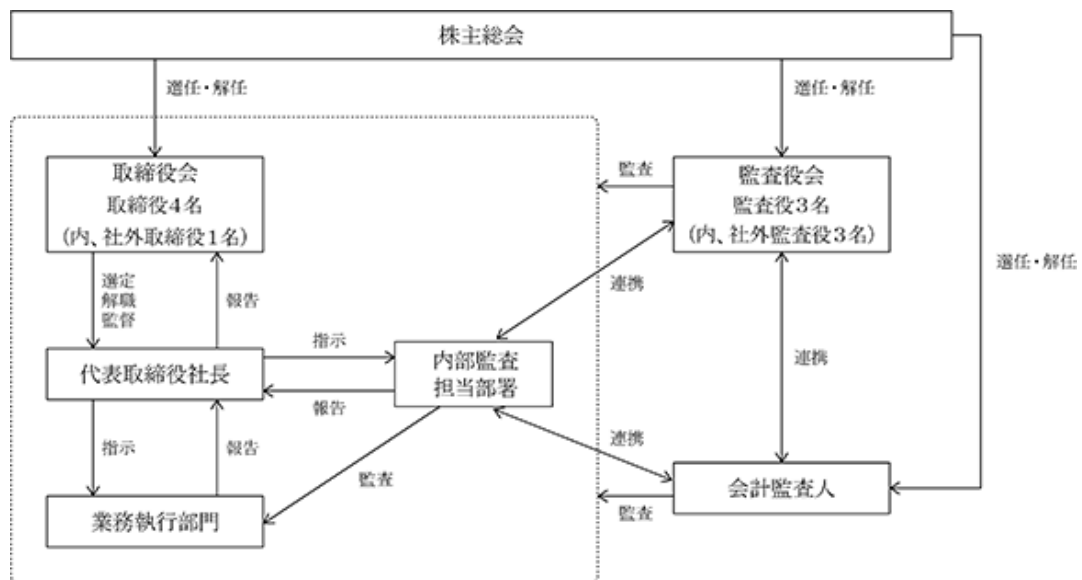 株主総会
選任・解任
選任・解任
取締役会
取締役4名
(内、社外取締役1名)
監査
監査役会
監査役3名
(内、社外監査役3名)
選任・解任
選定
解職
監督
報告
連携
指示
代表取締役社長
内部監査
担当部署
連携
報告
指示
報告
連携
監査
会計監査人
業務執行部門
監査